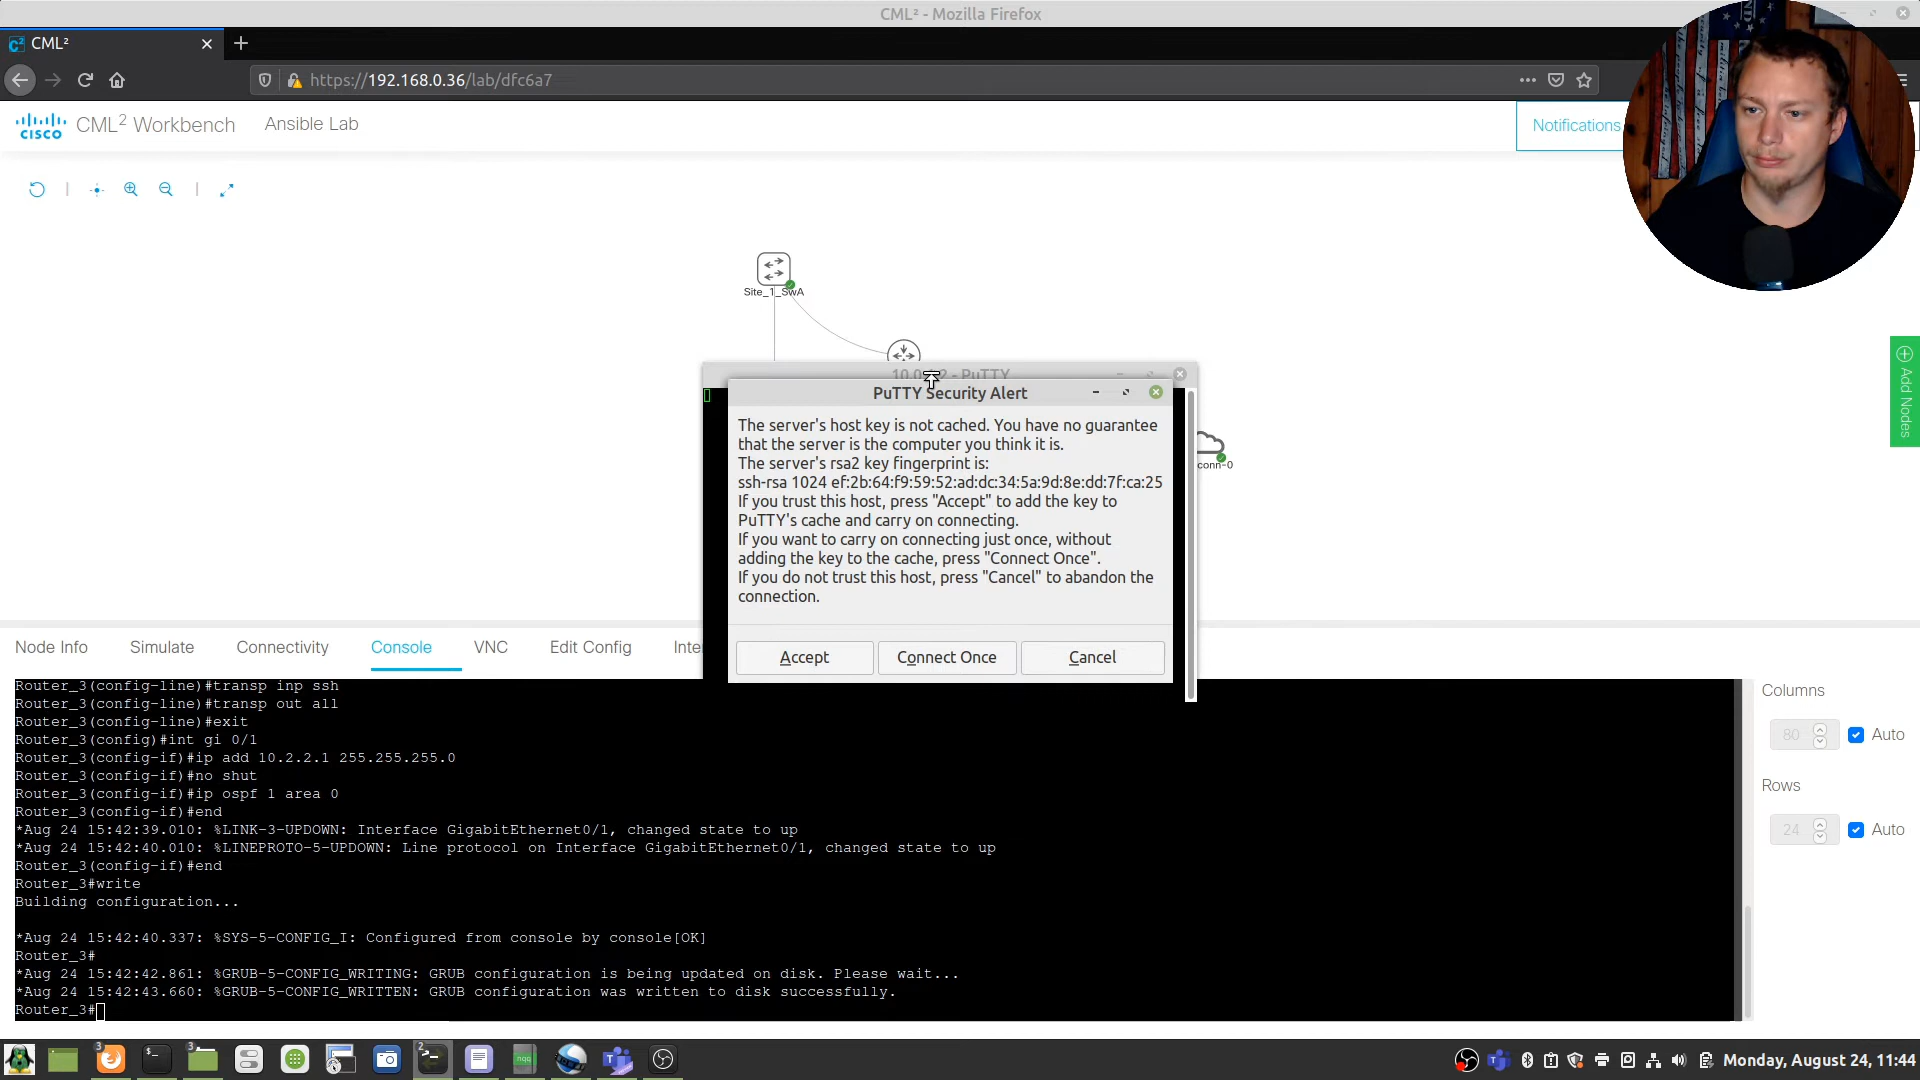 CML² - Mozilla Firefox
CML²
https://192.168.0.36/lab/dfc6a7
CISCO CML² Workbench Ansible Lab
Notifications
Site_1_SwA
PuTTY
PuTTY Security Alert
The server's host key is not cached. You have no guarantee
that the server is the computer you think it is.
The server's rsa2 key fingerprint is:
ssh-rsa 1024 ef:2b:64:f9:59:52:ad:dc:34:5a:9d:8e:dd:7f:ca:25
If you trust this host, press "Accept" to add the key to
PuTTY's cache and carry on connecting.
If you want to carry on connecting just once, without
adding the key to the cache, press "Connect Once".
If you do not trust this host, press "Cancel" to abandon the
connection.
Accept Connect Once Cancel
conn-0
Add Nodes
Node Info Simulate Connectivity Console VNC Edit Config Inte
Router_3(config-line)#transp inp ssh
Router_3(config-line)#transp out all
Router_3(config-line)#exit
Router_3(config)#int gi 0/1
Router_3(config-if)#ip add 10.2.2.1 255.255.255.0
Router_3(config-if)#no shut
Router_3(config-if)#ip ospf 1 area 0
Router_3(config-if)#end
*Aug 24 15:42:39.010: %LINK-3-UPDOWN: Interface GigabitEthernet0/1, changed state to up
*Aug 24 15:42:40.010: %LINEPROTO-5-UPDOWN: Line protocol on Interface GigabitEthernet0/1, changed state to up
Router_3(config-if)#end
Router_3#write
Building configuration...
*Aug 24 15:42:40.337: %SYS-5-CONFIG_I: Configured from console by console[OK]
Router_3#
*Aug 24 15:42:42.861: %GRUB-5-CONFIG_WRITING: GRUB configuration is being updated on disk. Please wait...
*Aug 24 15:42:43.660: %GRUB-5-CONFIG_WRITTEN: GRUB configuration was written to disk successfully.
Router_3#
Columns
80 Auto
Rows
24 Auto
3 3 2
Monday, August 24, 11:44